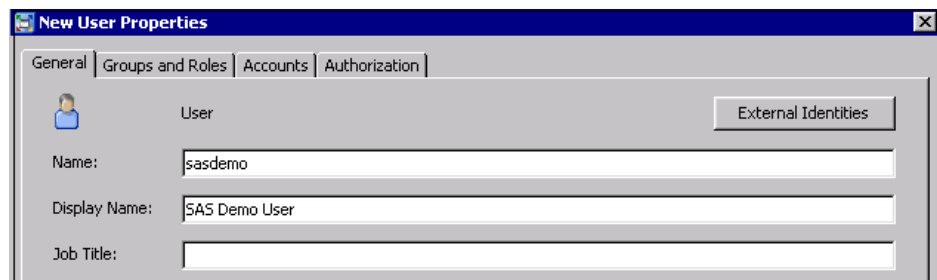 New User Properties
General Groups and Roles Accounts Authorization
User External Identities
Name: sasdemo
Display Name: SAS Demo User
Job Title: